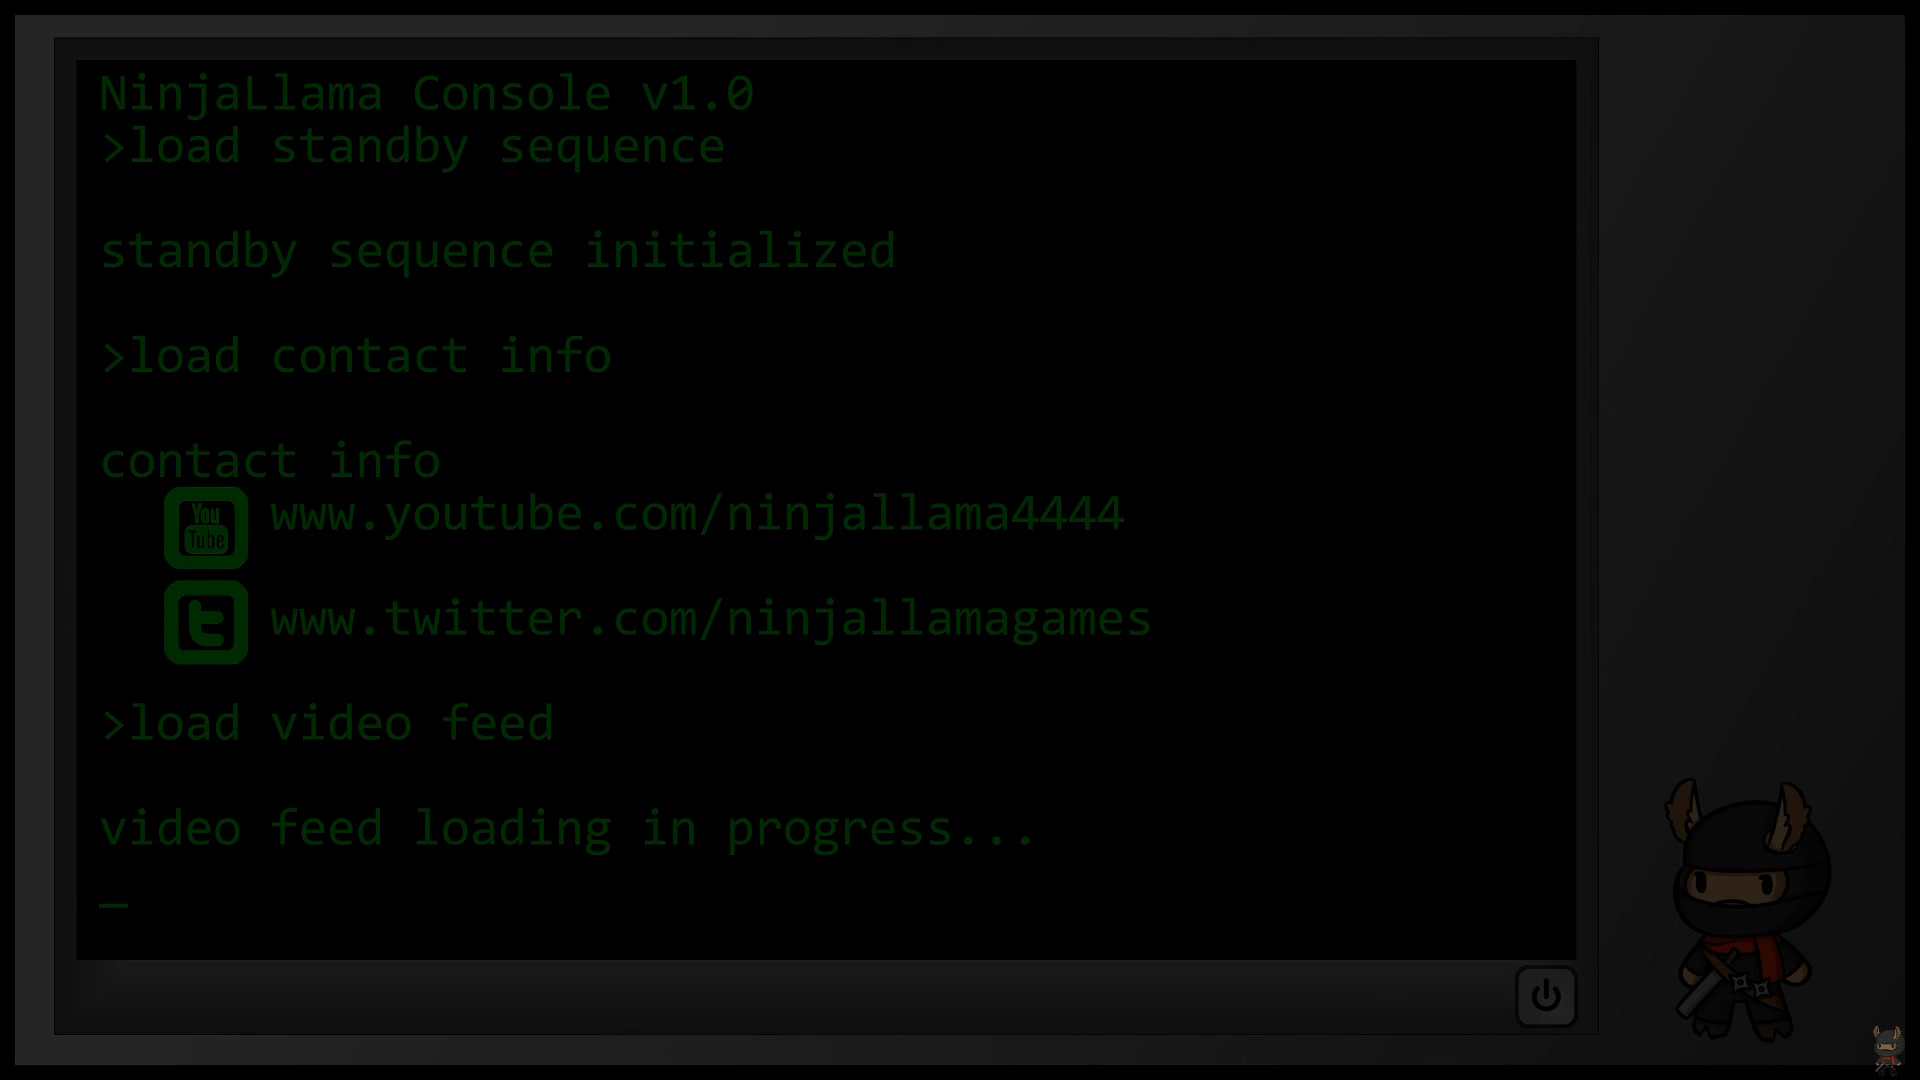 NinjaLlama Console v1.0
>load standby sequence
standby sequence initialized
>load contact info
contact info
You
Tube
www.youtube.com/ninjallama4444
t
www.twitter.com/ninjallamagames
>load video feed
video feed loading in progress...
_